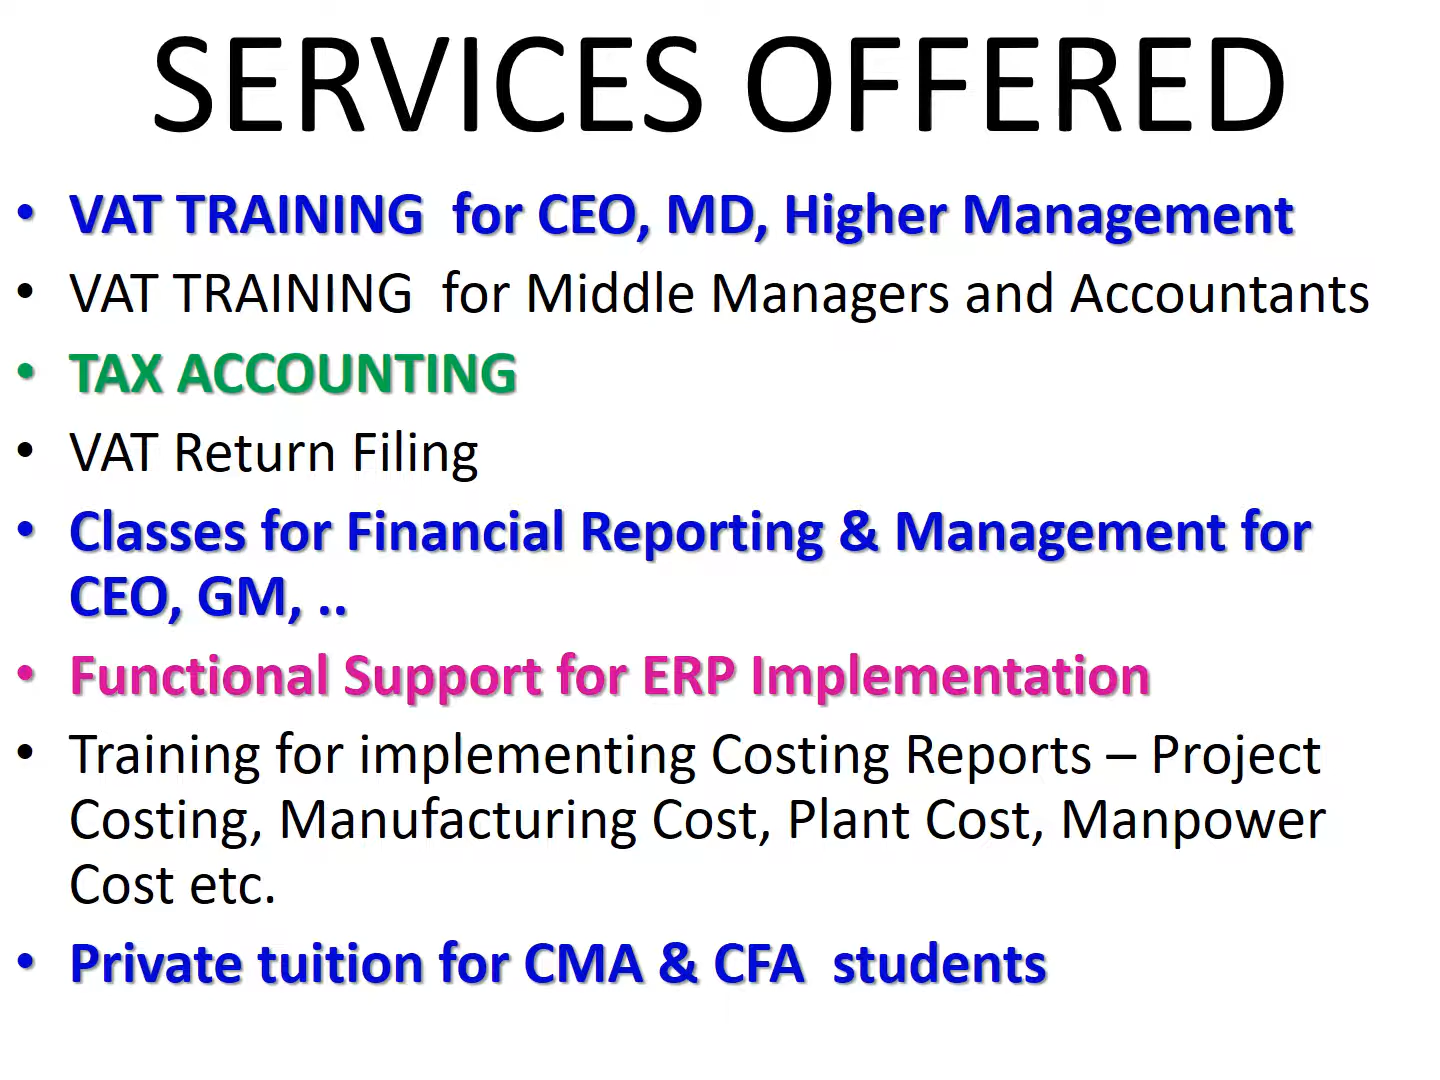 SERVICES OFFERED
• VAT TRAINING  for CEO, MD, Higher Management
• VAT TRAINING  for Middle Managers and Accountants
• TAX ACCOUNTING
• VAT Return Filing
• Classes for Financial Reporting & Management for
CEO, GM, ..
• Functional Support for ERP Implementation
• Training for implementing Costing Reports – Project
Costing, Manufacturing Cost, Plant Cost, Manpower
Cost etc.
• Private tuition for CMA & CFA  students